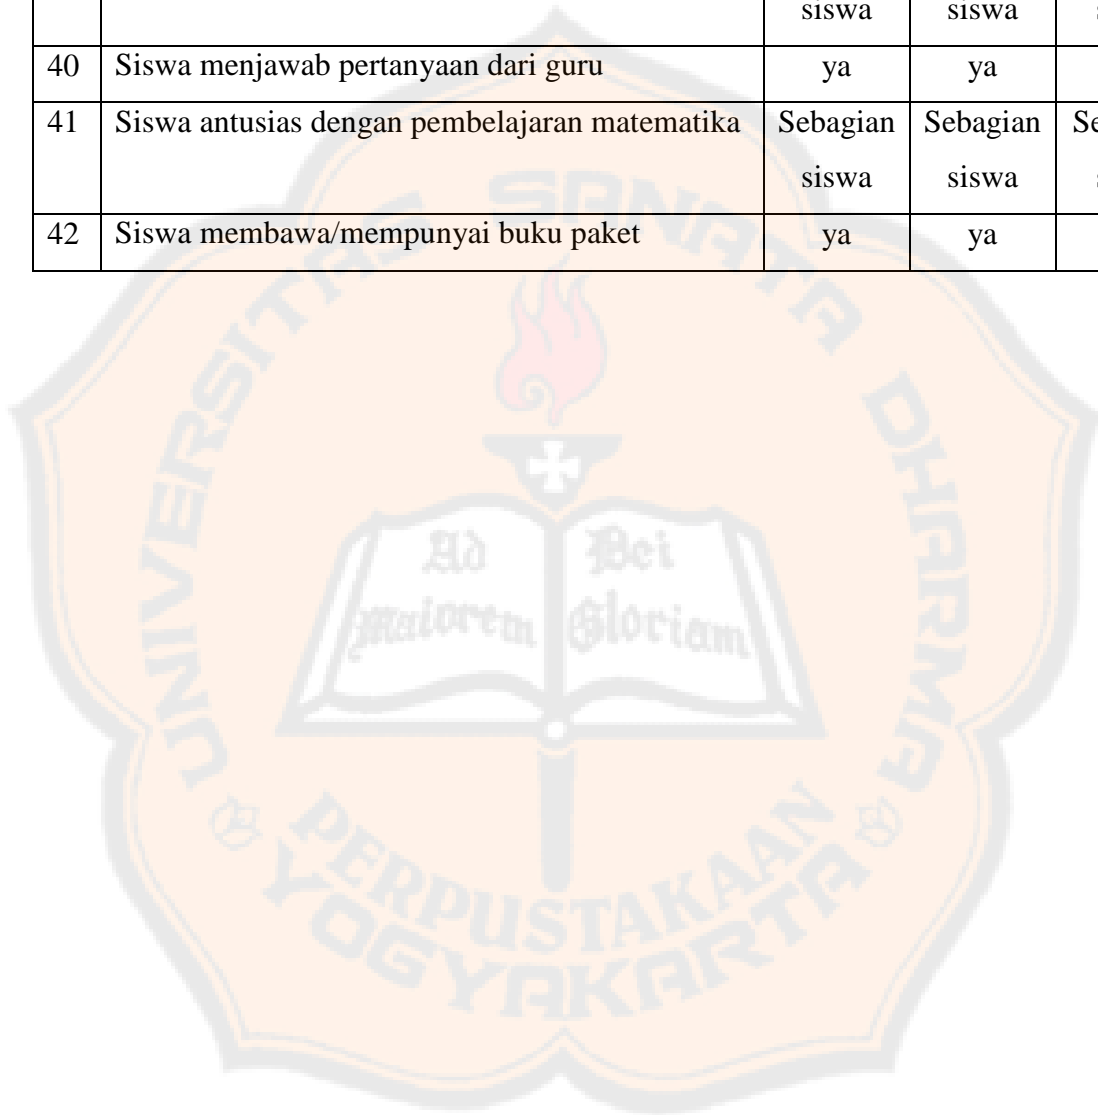 siswa siswa s
40 Siswa menjawab pertanyaan dari guru ya ya
41 Siswa antusias dengan pembelajaran matematika Sebagian Sebagian Se
siswa siswa s
42 Siswa membawa/mempunyai buku paket ya ya
UNIVERSITAS SANATA DHARMA
Ad Dei
maiorem Gloriam
PERPUSTAKAAN
YOGYAKARTA